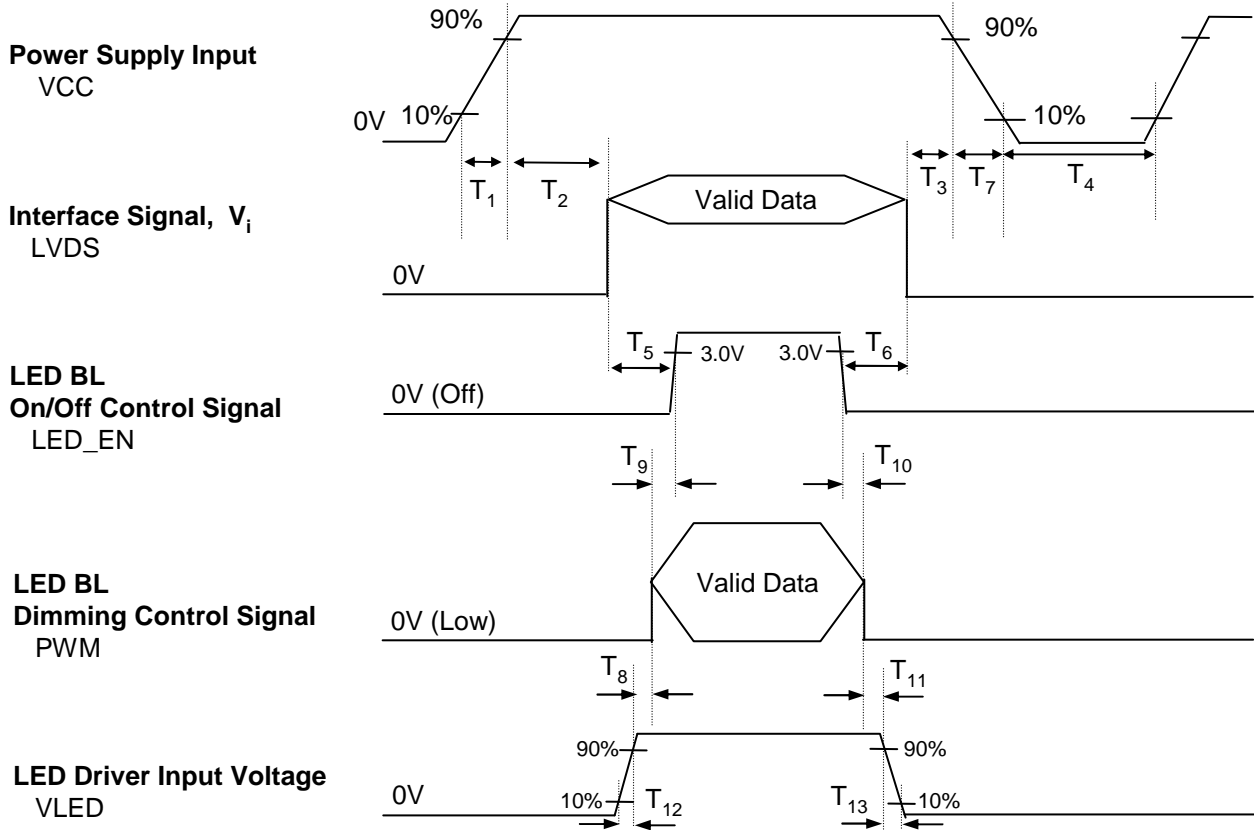 90%
90%
Power Supply Input
VCC
10%
10%
0V
T1
T2
T3
T7
T4
Valid Data
Interface Signal, Vi
LVDS
0V
T5
3.0V
3.0V
T6
LED BL
On/Off Control Signal
LED_EN
0V (Off)
T9
T10
LED BL
Dimming Control Signal
PWM
Valid Data
0V (Low)
T8
T11
90%
90%
LED Driver Input Voltage
VLED
0V
10%
T12
T13
10%